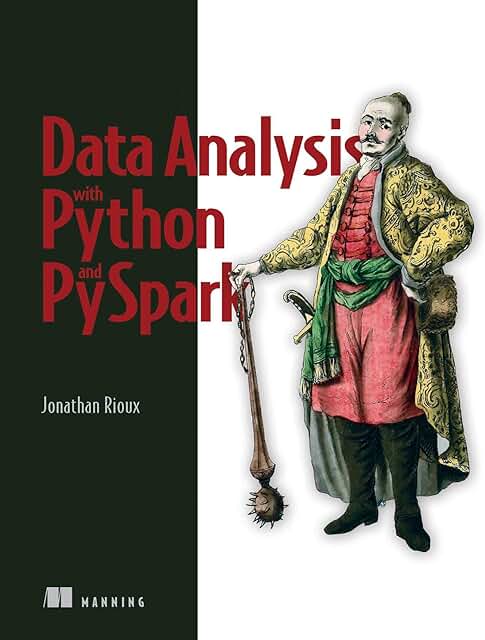 Data Analysis
with
Python
and
PySpark
Jonathan Rioux
MANNING